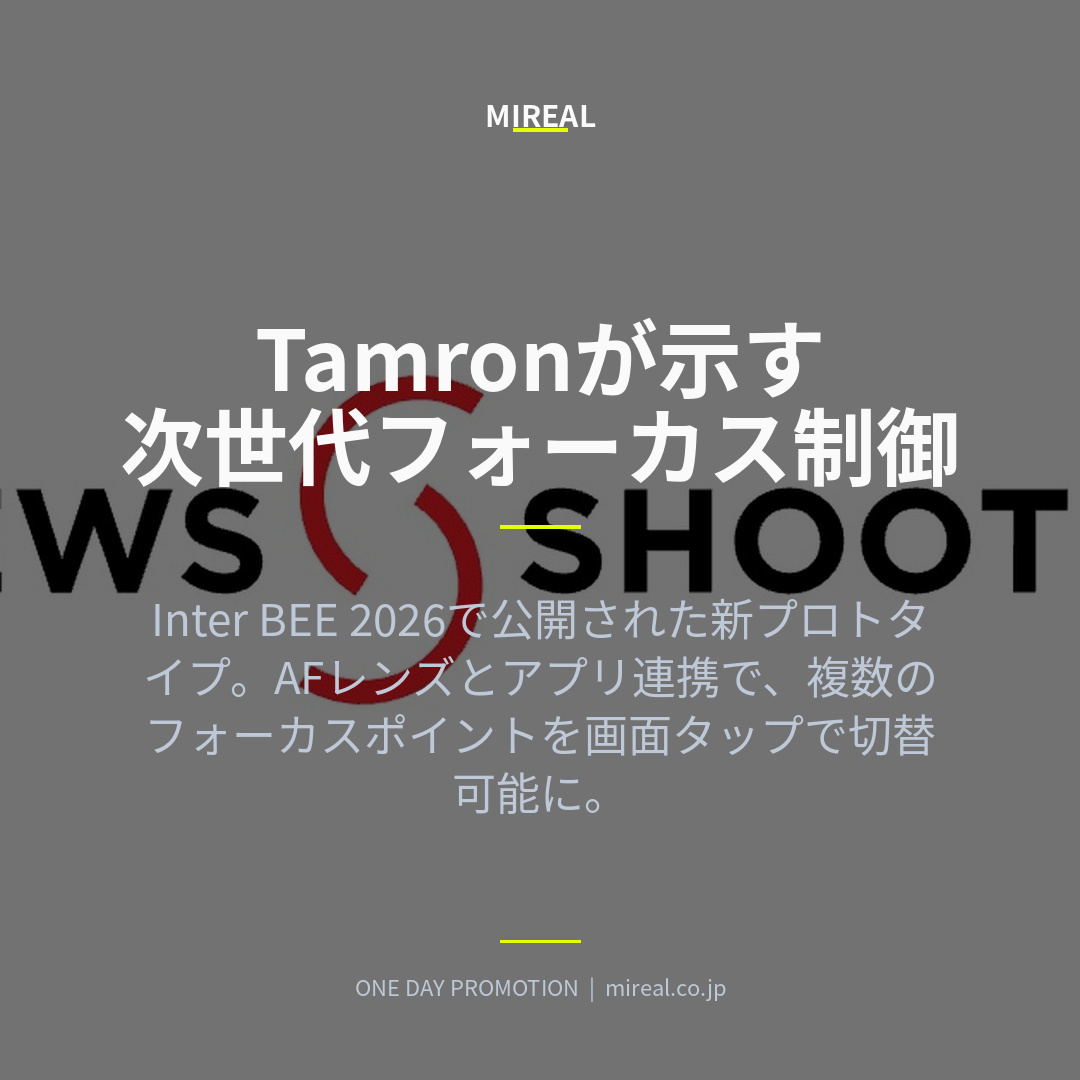 MIREAL
Tamronが示す
次世代フォーカス制御
EWS SHOOT
Inter BEE 2026で公開された新プロトタ
イプ。AFレンズとアプリ連携で、複数の
フォーカスポイントを画面タップで切替
可能に。
ONE DAY PROMOTION | mireal.co.jp